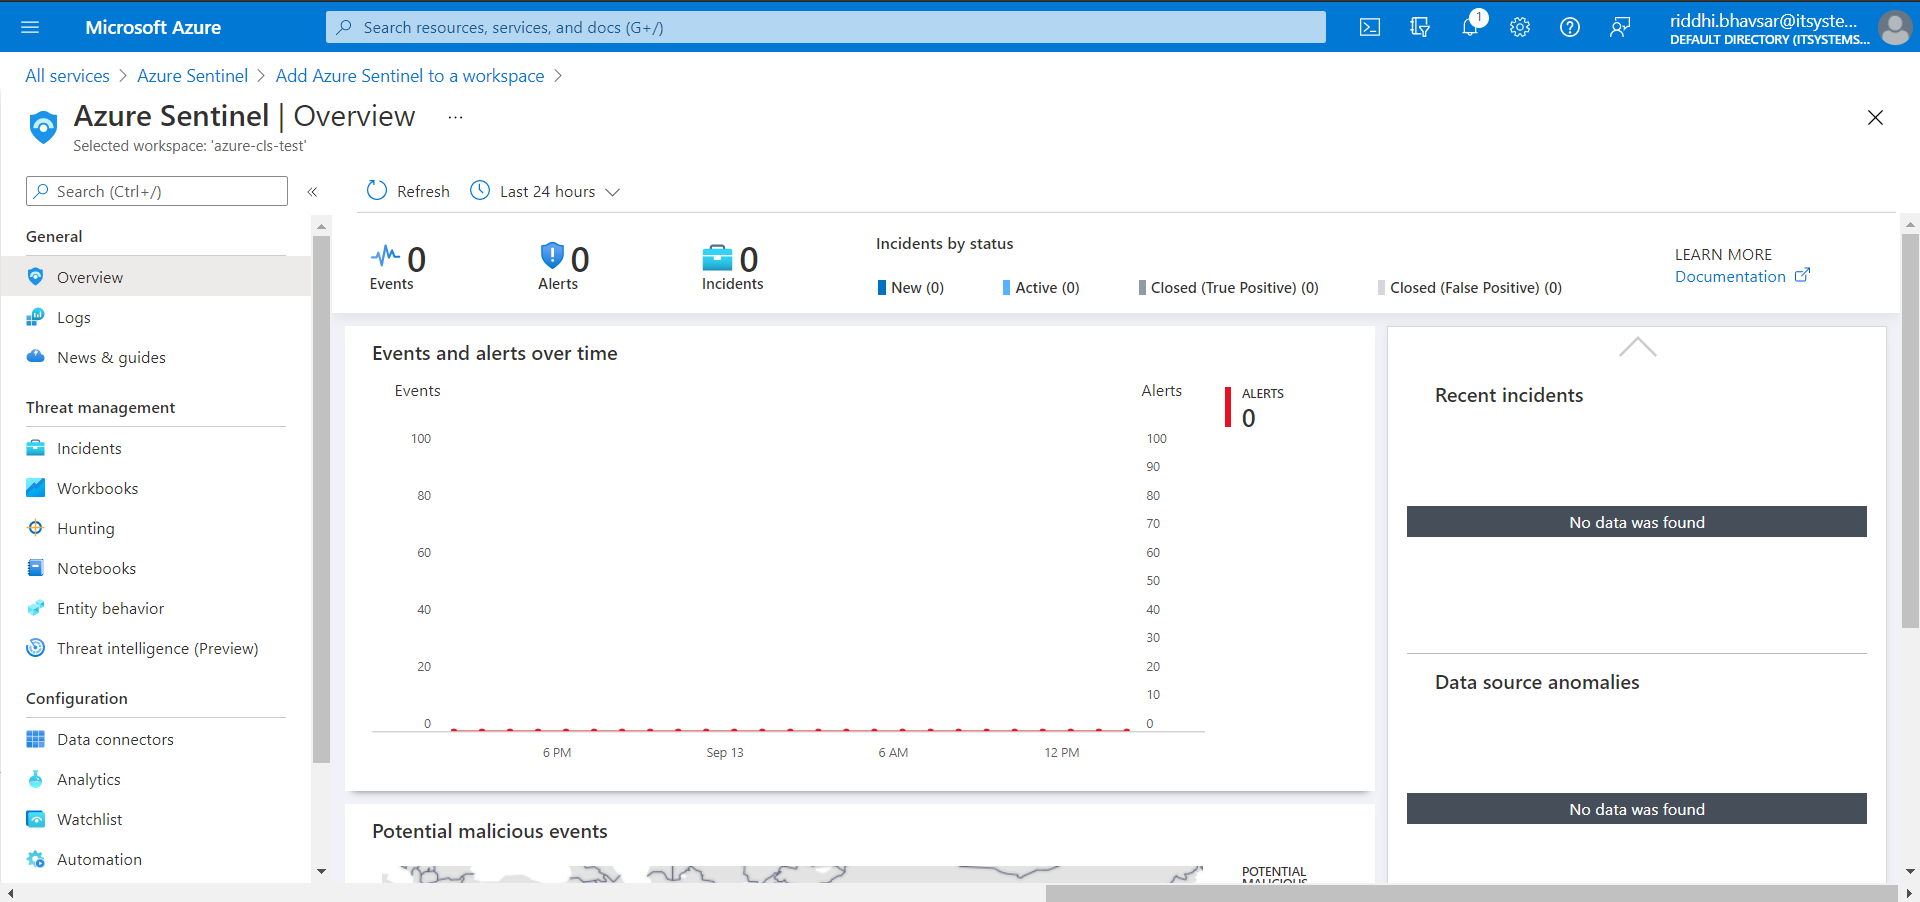 Microsoft Azure
Search resources, services, and docs (G+/)
1
riddhi.bhavsar@itsyste...
DEFAULT DIRECTORY (ITSYSTEMS...
All services > Azure Sentinel > Add Azure Sentinel to a workspace >
Azure Sentinel | Overview ...
Selected workspace: 'azure-cls-test'
Search (Ctrl+/)
«
General
Overview
Logs
News & guides
Threat management
Incidents
Workbooks
Hunting
Notebooks
Entity behavior
Threat intelligence (Preview)
Configuration
Data connectors
Analytics
Watchlist
Automation
Refresh
Last 24 hours
0
Events
0
Alerts
0
Incidents
Incidents by status
New (0)
Active (0)
Closed (True Positive) (0)
Closed (False Positive) (0)
LEARN MORE
Documentation
Events and alerts over time
Events
Alerts
100
80
60
40
20
0
100
90
80
70
60
50
40
30
20
10
0
6 PM
Sep 13
6 AM
12 PM
ALERTS
0
Potential malicious events
POTENTIAL
MALICIOUS
Recent incidents
No data was found
Data source anomalies
No data was found